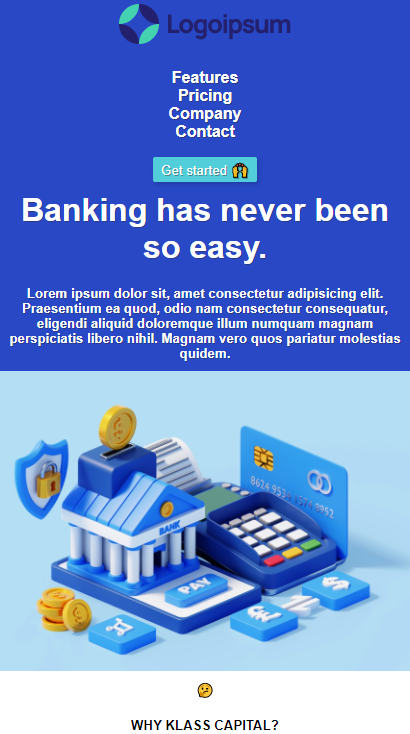 Logoipsum
Features
Pricing
Company
Contact
Get started 🙌
Banking has never been
so easy.
Lorem ipsum dolor sit, amet consectetur adipisicing elit.
Praesentium ea quod, odio nam consectetur consequatur,
eligendi aliquid doloremque illum numquam magnam
perspiciatis libero nihil. Magnam vero quos pariatur molestias
quidem.
BANK
PAY
🤔
WHY KLASS CAPITAL?